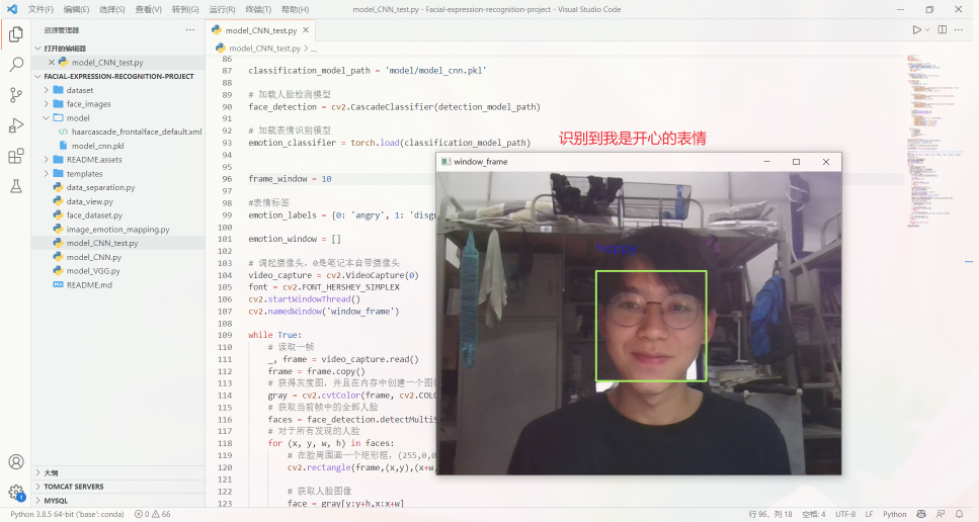 文件(F) 编辑(E) 选择(S) 查看(V) 转到(G) 运行(R) 终端(T) 帮助(H)
model_CNN_test.py - Facial-expression-recognition-project - Visual Studio Code
资源管理器
打开的编辑器
model_CNN_test.py
FACIAL-EXPRESSION-RECOGNITION-PROJECT
dataset
face_images
model
haarcascade_frontalface_default.xml
model_cnn.pkl
README.assets
templates
data_separation.py
data_view.py
face_dataset.py
image_emotion_mapping.py
model_CNN_test.py
model_CNN.py
model_VGG.py
README.md
大纲
TOMCAT SERVERS
MYSQL
model_CNN_test.py
model_CNN_test.py > ...
86
87 classification_model_path = 'model/model_cnn.pkl'
88
89 # 加载人脸检测模型
90 face_detection = cv2.CascadeClassifier(detection_model_path)
91
92 # 加载表情识别模型
93 emotion_classifier = torch.load(classification_model_path)
94
95
96 frame_window = 10
97
98 #表情标签
99 emotion_labels = {0: 'angry', 1: 'disgu
100
101 emotion_window = []
102
103 # 调起摄像头，0是笔记本自带摄像头
104 video_capture = cv2.VideoCapture(0)
105 font = cv2.FONT_HERSHEY_SIMPLEX
106 cv2.startWindowThread()
107 cv2.namedWindow('window_frame')
108
109 while True:
110 # 读取一帧
111 _, frame = video_capture.read()
112 frame = frame.copy()
113 # 获得灰度图，并且在内存中创建一个图像
114 gray = cv2.cvtColor(frame, cv2.COLO
115 # 获取当前帧中的全部人脸
116 faces = face_detection.detectMultiS
117 # 对于所有发现的人脸
118 for (x, y, w, h) in faces:
119 # 在脸周围画一个矩形框，(255,0,0
120 cv2.rectangle(frame,(x,y),(x+w,
121
122 # 获取人脸图像
123 face = gray[y:y+h,x:x+w]
识别到我是开心的表情
window_frame
happy
Python 3.8.5 64-bit ('base': conda) 0 66
行 96，列 18 空格: 4 UTF-8 LF Python
1